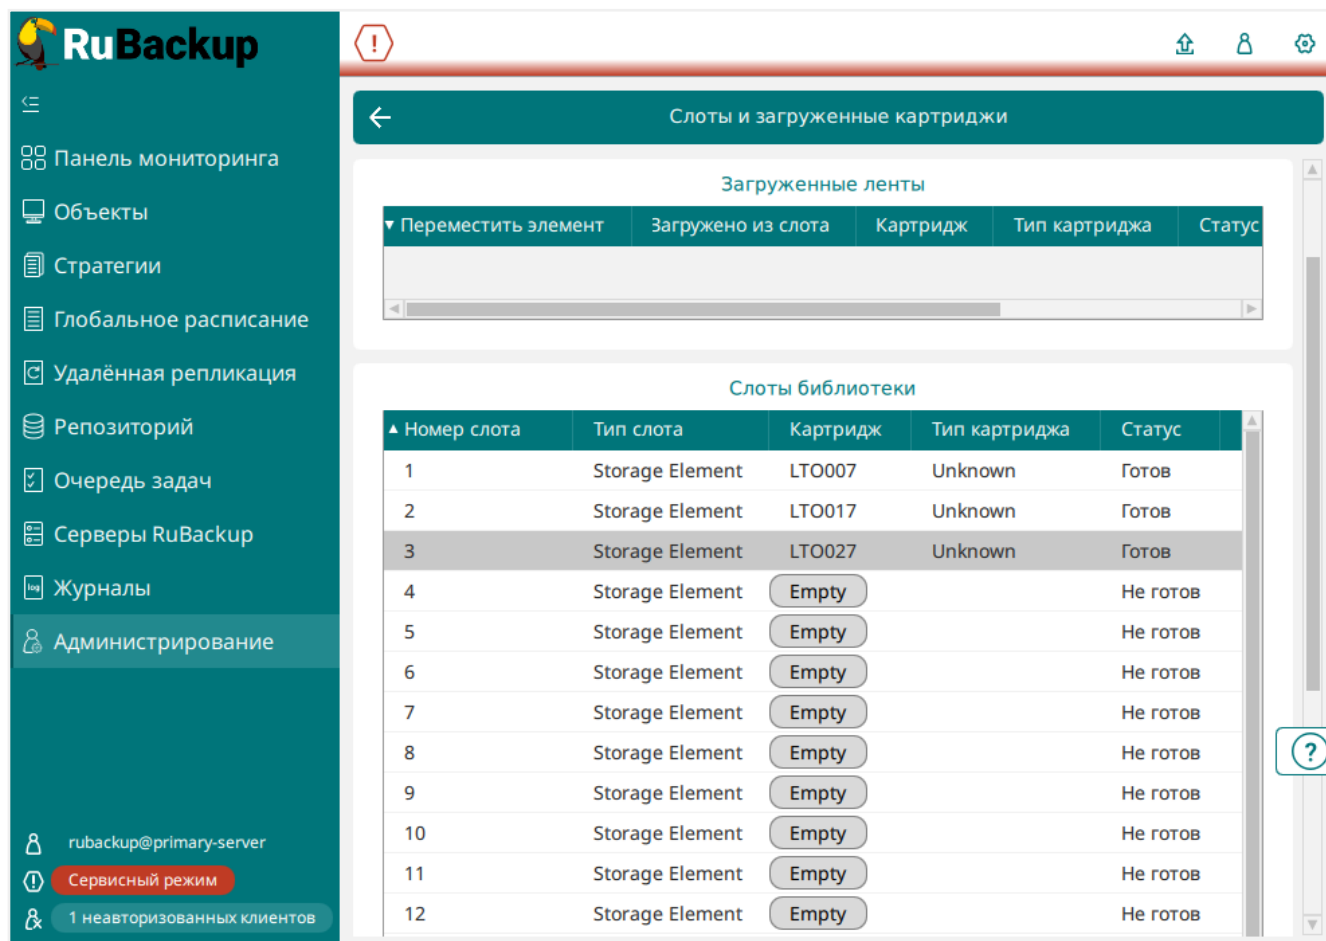 RuBackup
Панель мониторинга
Объекты
Стратегии
Глобальное расписание
Удалённая репликация
Репозиторий
Очередь задач
Серверы RuBackup
log Журналы
Администрирование
rubackup@primary-server
Сервисный режим
1 неавторизованных клиентов
!
Слоты и загруженные картриджи
Загруженные ленты
▼ Переместить элемент Загружено из слота Картридж Тип картриджа Статус
Слоты библиотеки
▲ Номер слота Тип слота Картридж Тип картриджа Статус
1 Storage Element LTO007 Unknown Готов
2 Storage Element LTO017 Unknown Готов
3 Storage Element LTO027 Unknown Готов
4 Storage Element Empty Не готов
5 Storage Element Empty Не готов
6 Storage Element Empty Не готов
7 Storage Element Empty Не готов
8 Storage Element Empty Не готов
9 Storage Element Empty Не готов
10 Storage Element Empty Не готов
11 Storage Element Empty Не готов
12 Storage Element Empty Не готов
?